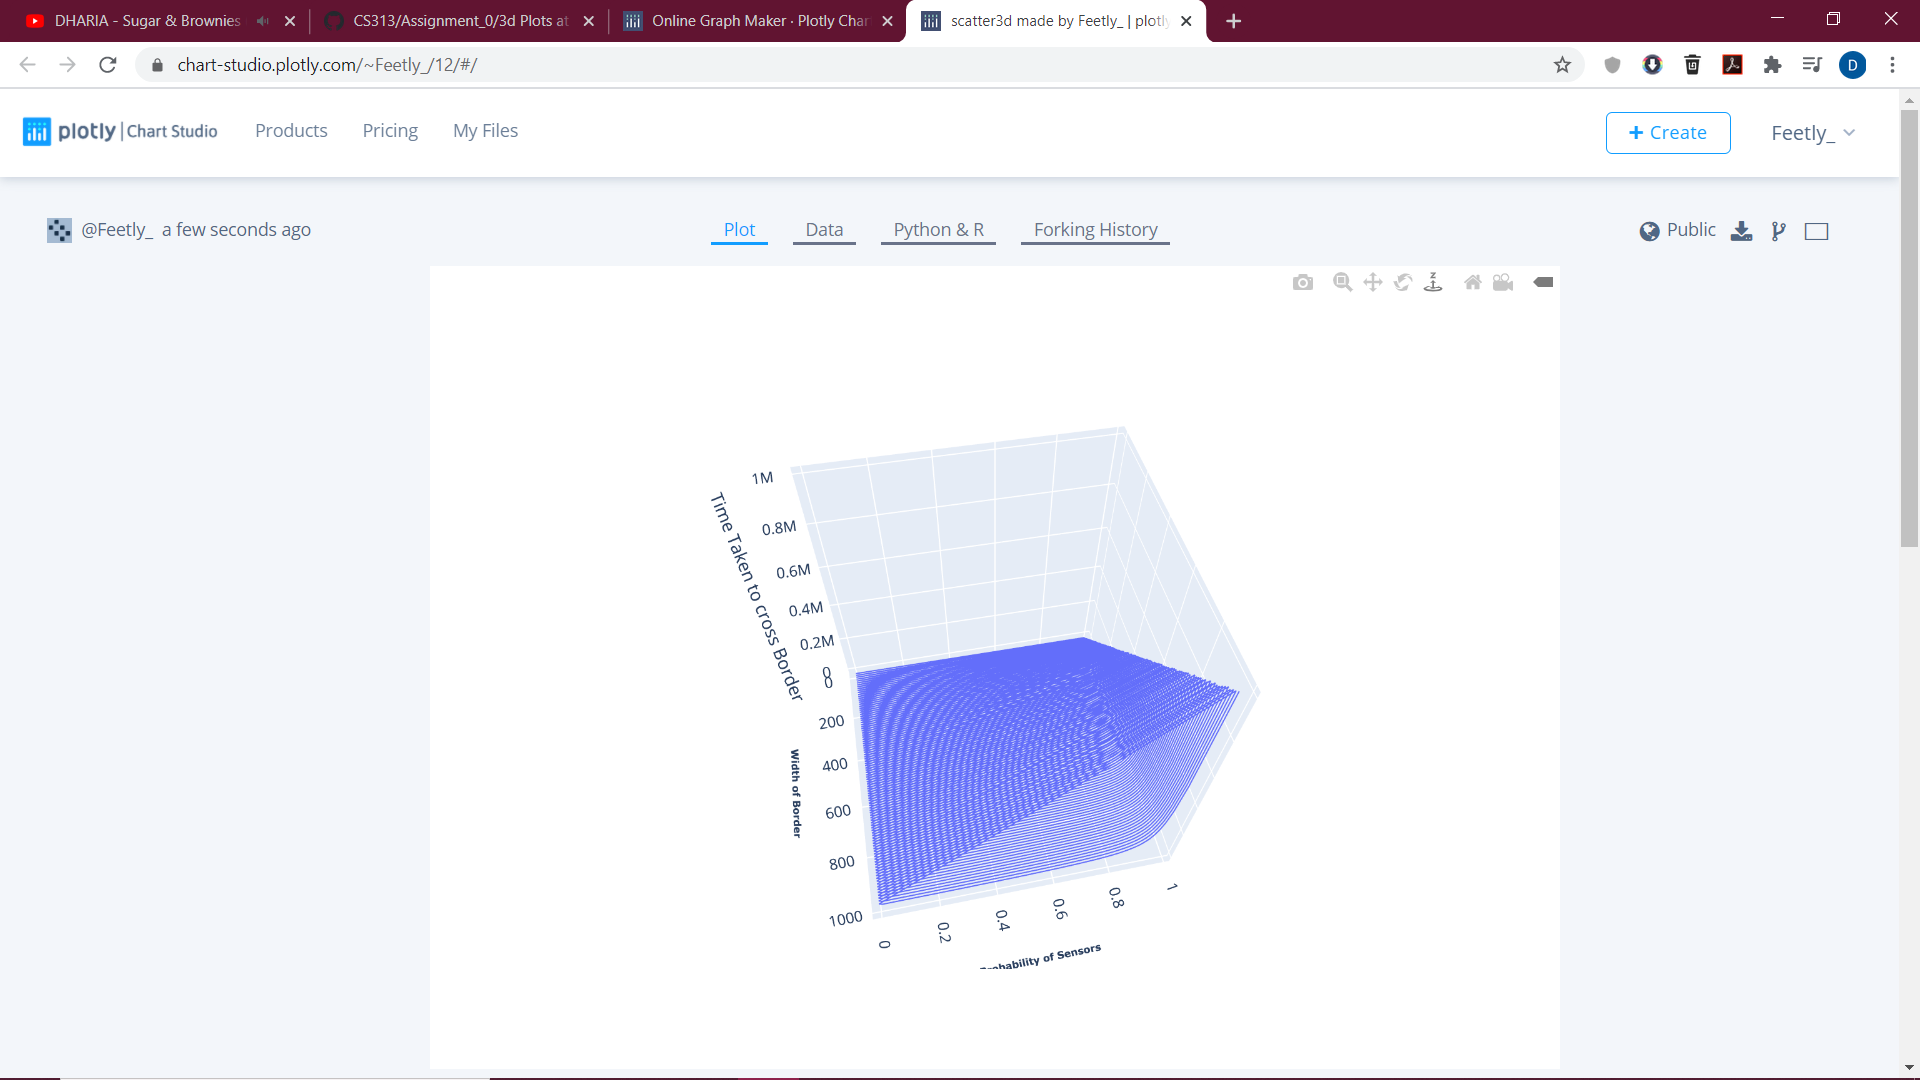 DHARIA - Sugar & Brownies
CS313/Assignment_0/3d Plots at
Online Graph Maker · Plotly Char
scatter3d made by Feetly_ | plotly
chart-studio.plotly.com/~Feetly_/12/#/
D
plotly | Chart Studio
Products
Pricing
My Files
+ Create
Feetly_
@Feetly_ a few seconds ago
Plot
Data
Python & R
Forking History
Public
z
1M
0.8M
0.6M
0.4M
0.2M
0
Time Taken to cross Border
0
200
400
600
800
1000
Width of Border
0
0.2
0.4
0.6
0.8
1
Probability of Sensors